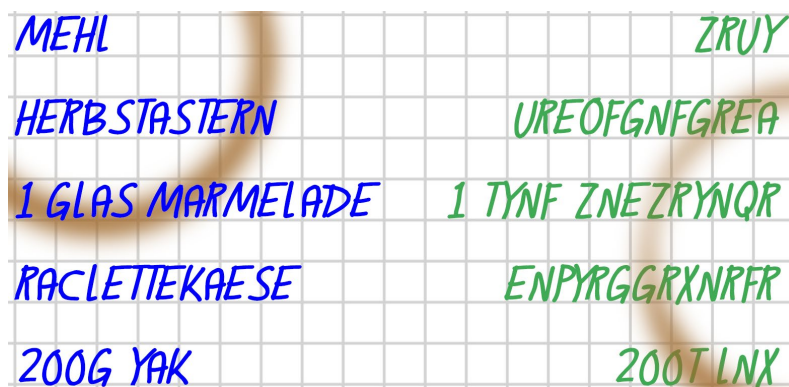 MEHL ZRUY
HERBSTASTERN UREOFGNFGREA
1 GLAS MARMELADE 1 TYNF ZNEZRYNQR
RACLETTEKAESE ENPYRGGRXNRFR
200G YAK 200T LNX